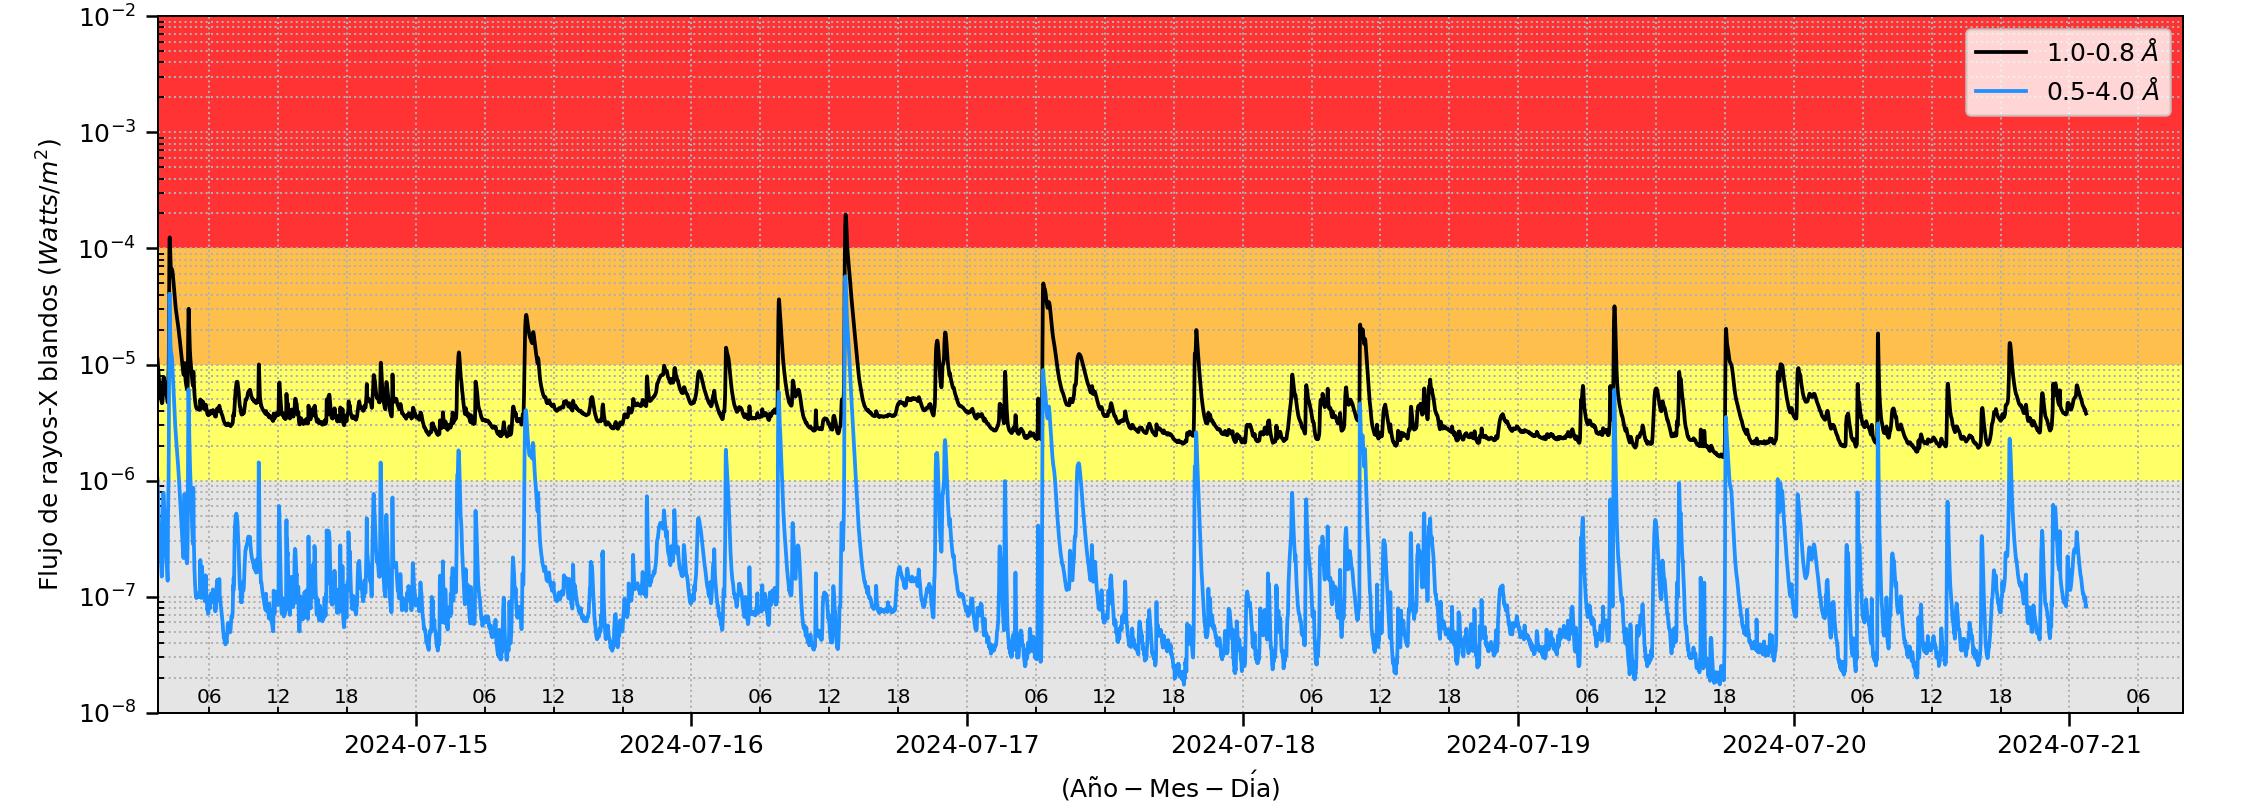 10⁻²
1.0-0.8 Å
0.5-4.0 Å
10⁻³
10⁻⁴
10⁻⁵
10⁻⁶
10⁻⁷
10⁻⁸
Flujo de rayos-X blandos (Watts/m²)
06 12 18 06 12 18 06 12 18 06 12 18 06 12 18 06 12 18 06 12 18 06
2024-07-15 2024-07-16 2024-07-17 2024-07-18 2024-07-19 2024-07-20 2024-07-21
(Año − Mes − Día)